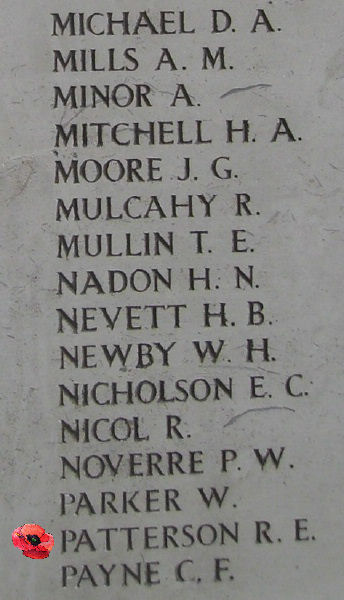 MICHAEL D. A.
MILLS A. M.
MINOR A.
MITCHELL H. A.
MOORE J. G.
MULCAHY R.
MULLIN T. E.
NADON H. N.
NEVETT H. B.
NEWBY W. H.
NICHOLSON E. C.
NICOL R.
NOVERRE P. W.
PARKER W.
PATTERSON R. E.
PAYNE C. F.